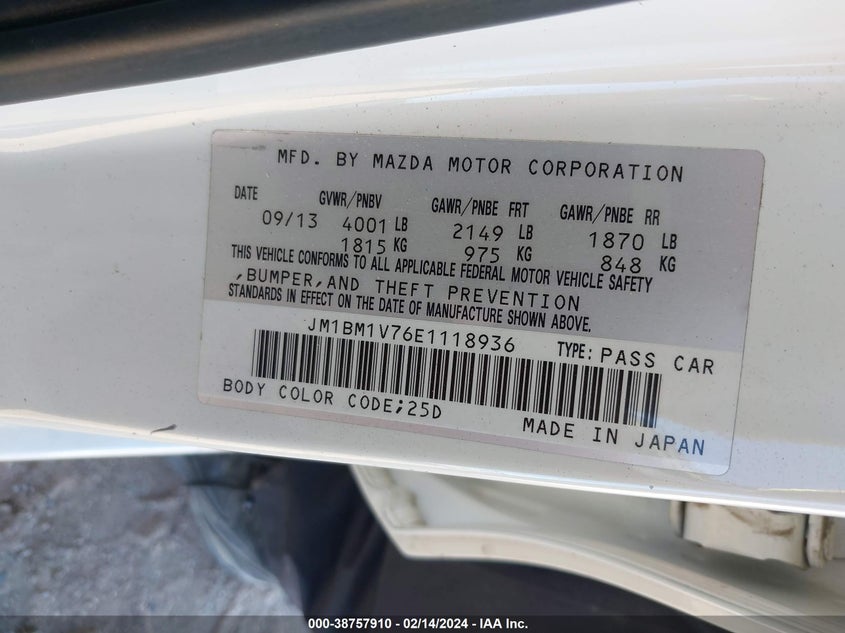 MFD. BY MAZDA MOTOR CORPORATION
DATE GVWR/PNBV GAWR/PNBE FRT GAWR/PNBE RR
09/13 4001 LB 2149 LB 1870 LB
1815 KG 975 KG 848 KG
THIS VEHICLE CONFORMS TO ALL APPLICABLE FEDERAL MOTOR VEHICLE SAFETY
,BUMPER,AND THEFT PREVENTION
STANDARDS IN EFFECT ON THE DATE OF MANUFACTURE SHOWN ABOVE.
JM1BM1V76E1118936 TYPE: PASS CAR
BODY COLOR CODE;25D
MADE IN JAPAN
000-38757910 - 02/14/2024 - IAA Inc.